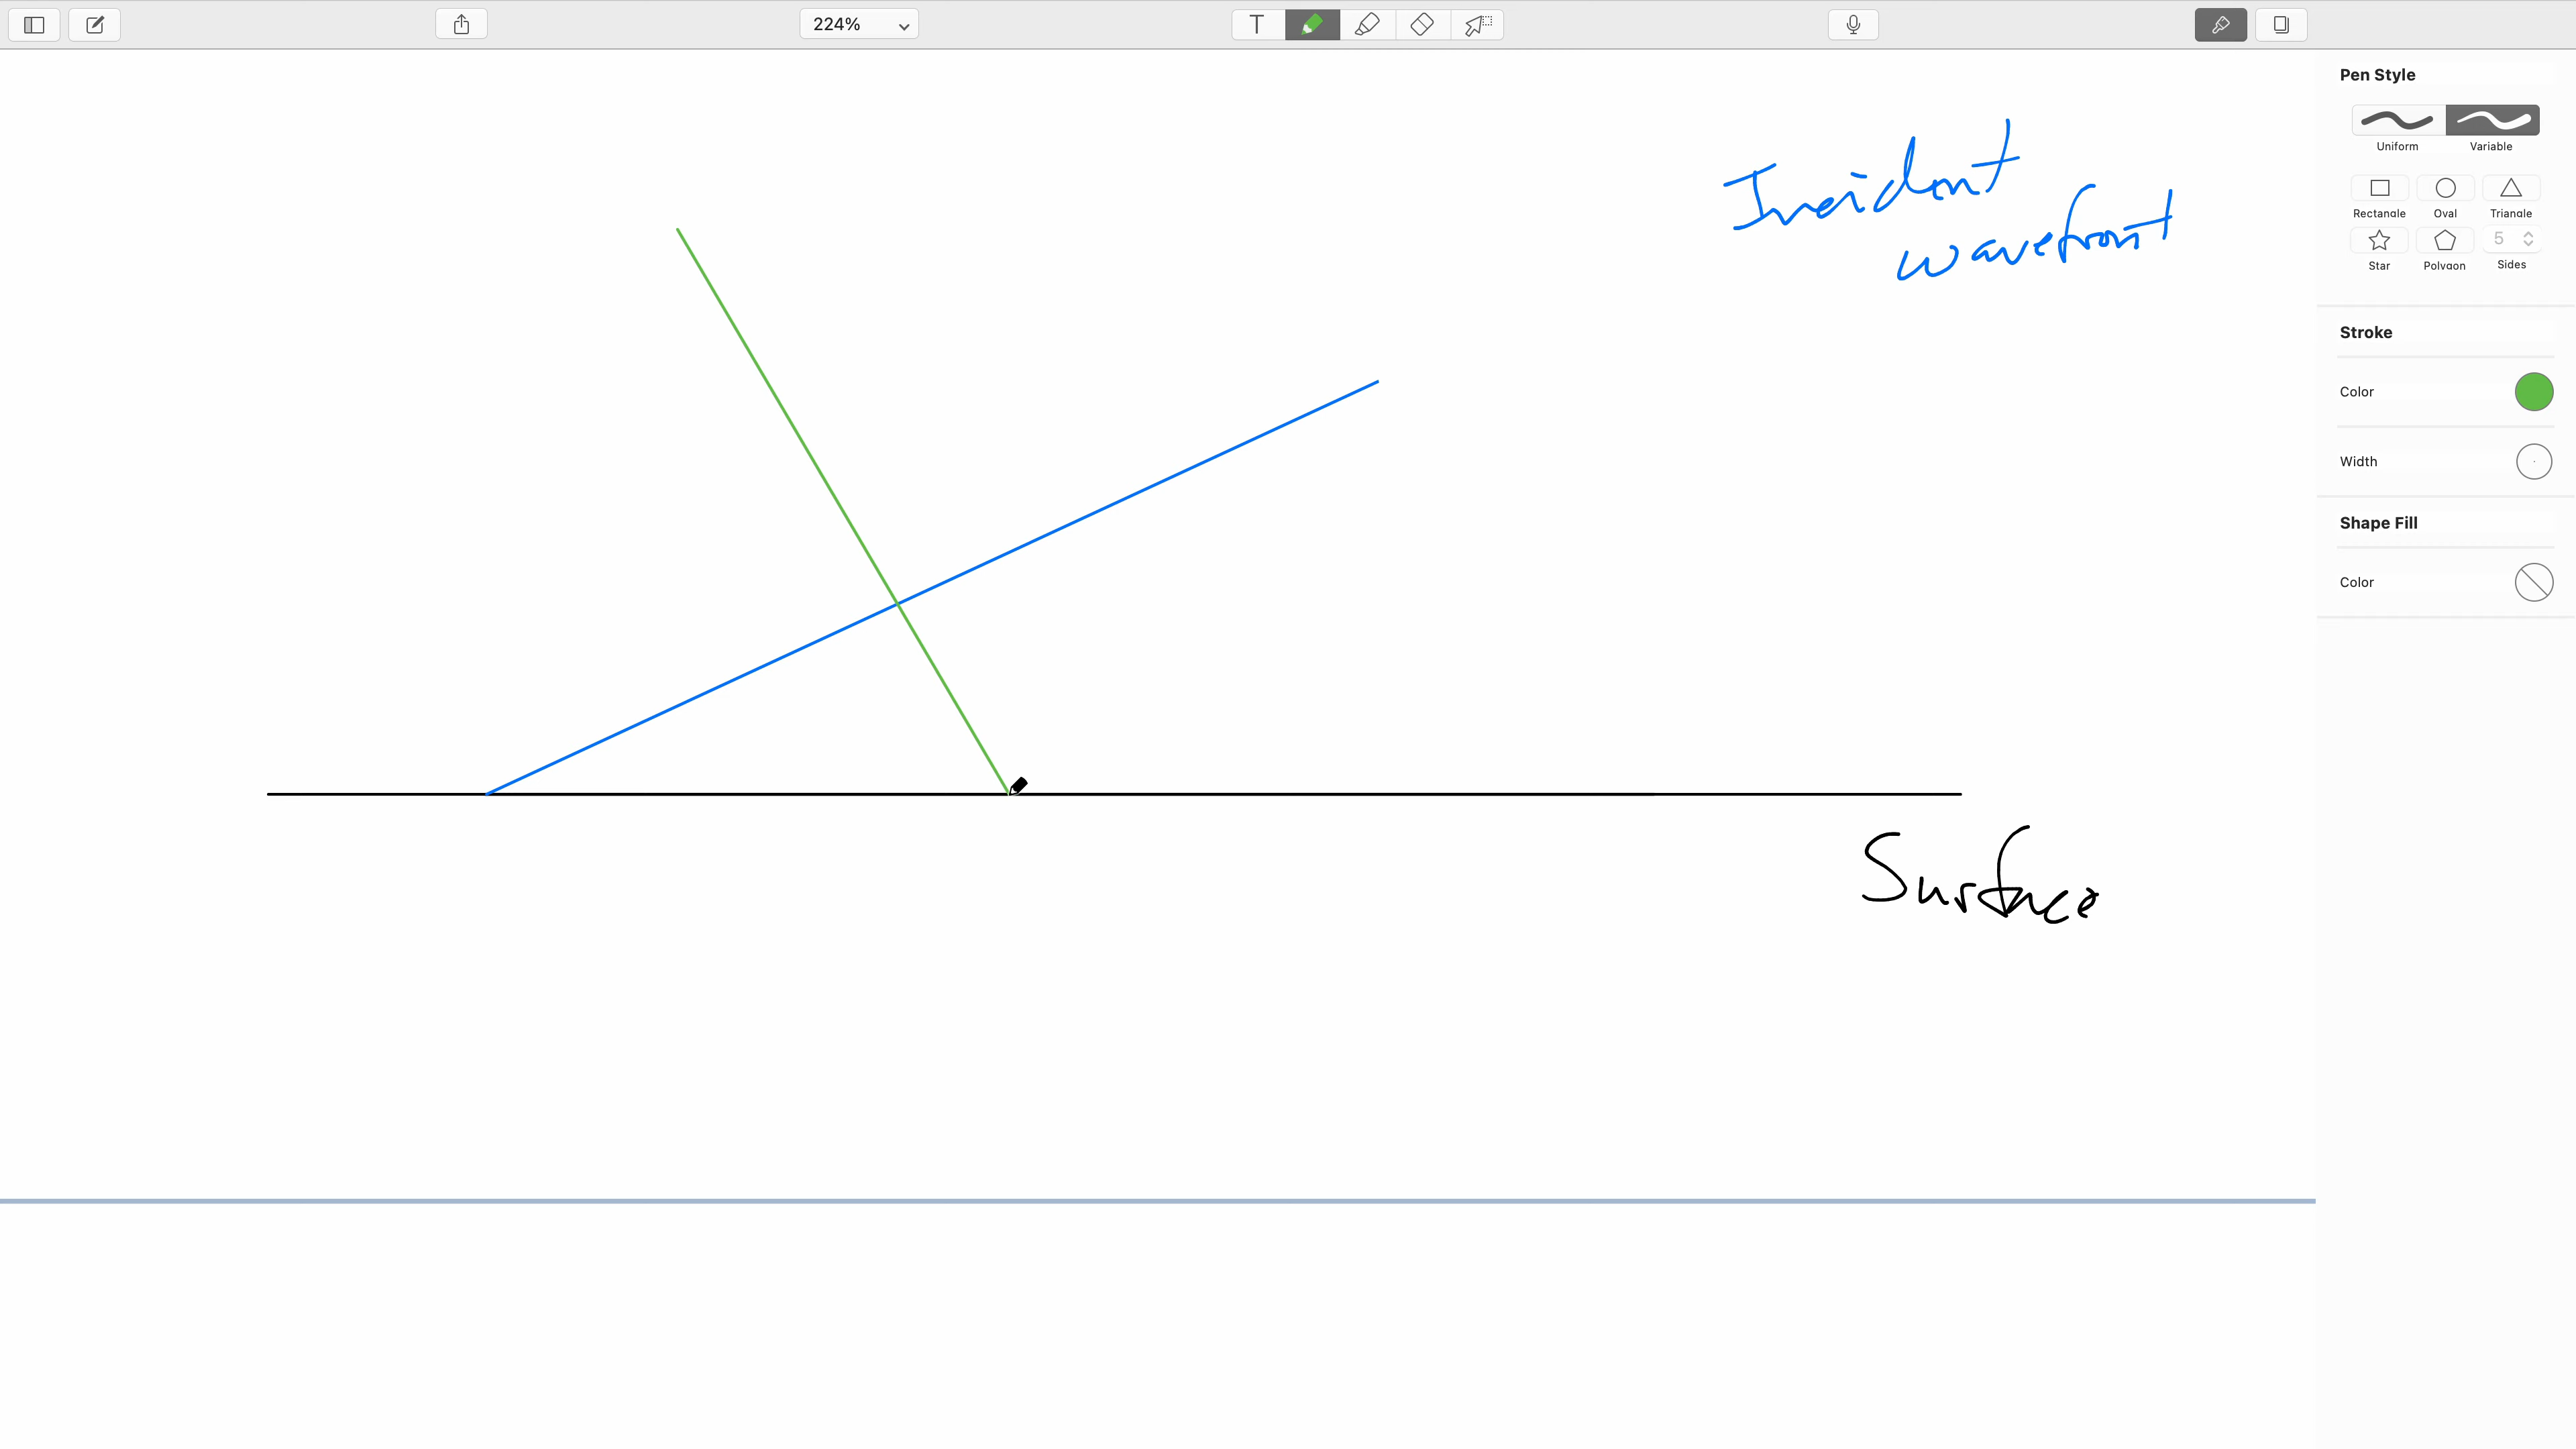 224%
T
Pen Style
Uniform
Variable
Rectangle
Oval
Triangle
5
Star
Polygon
Sides
Stroke
Color
Width
Shape Fill
Color
Incident
wavefront
Surface